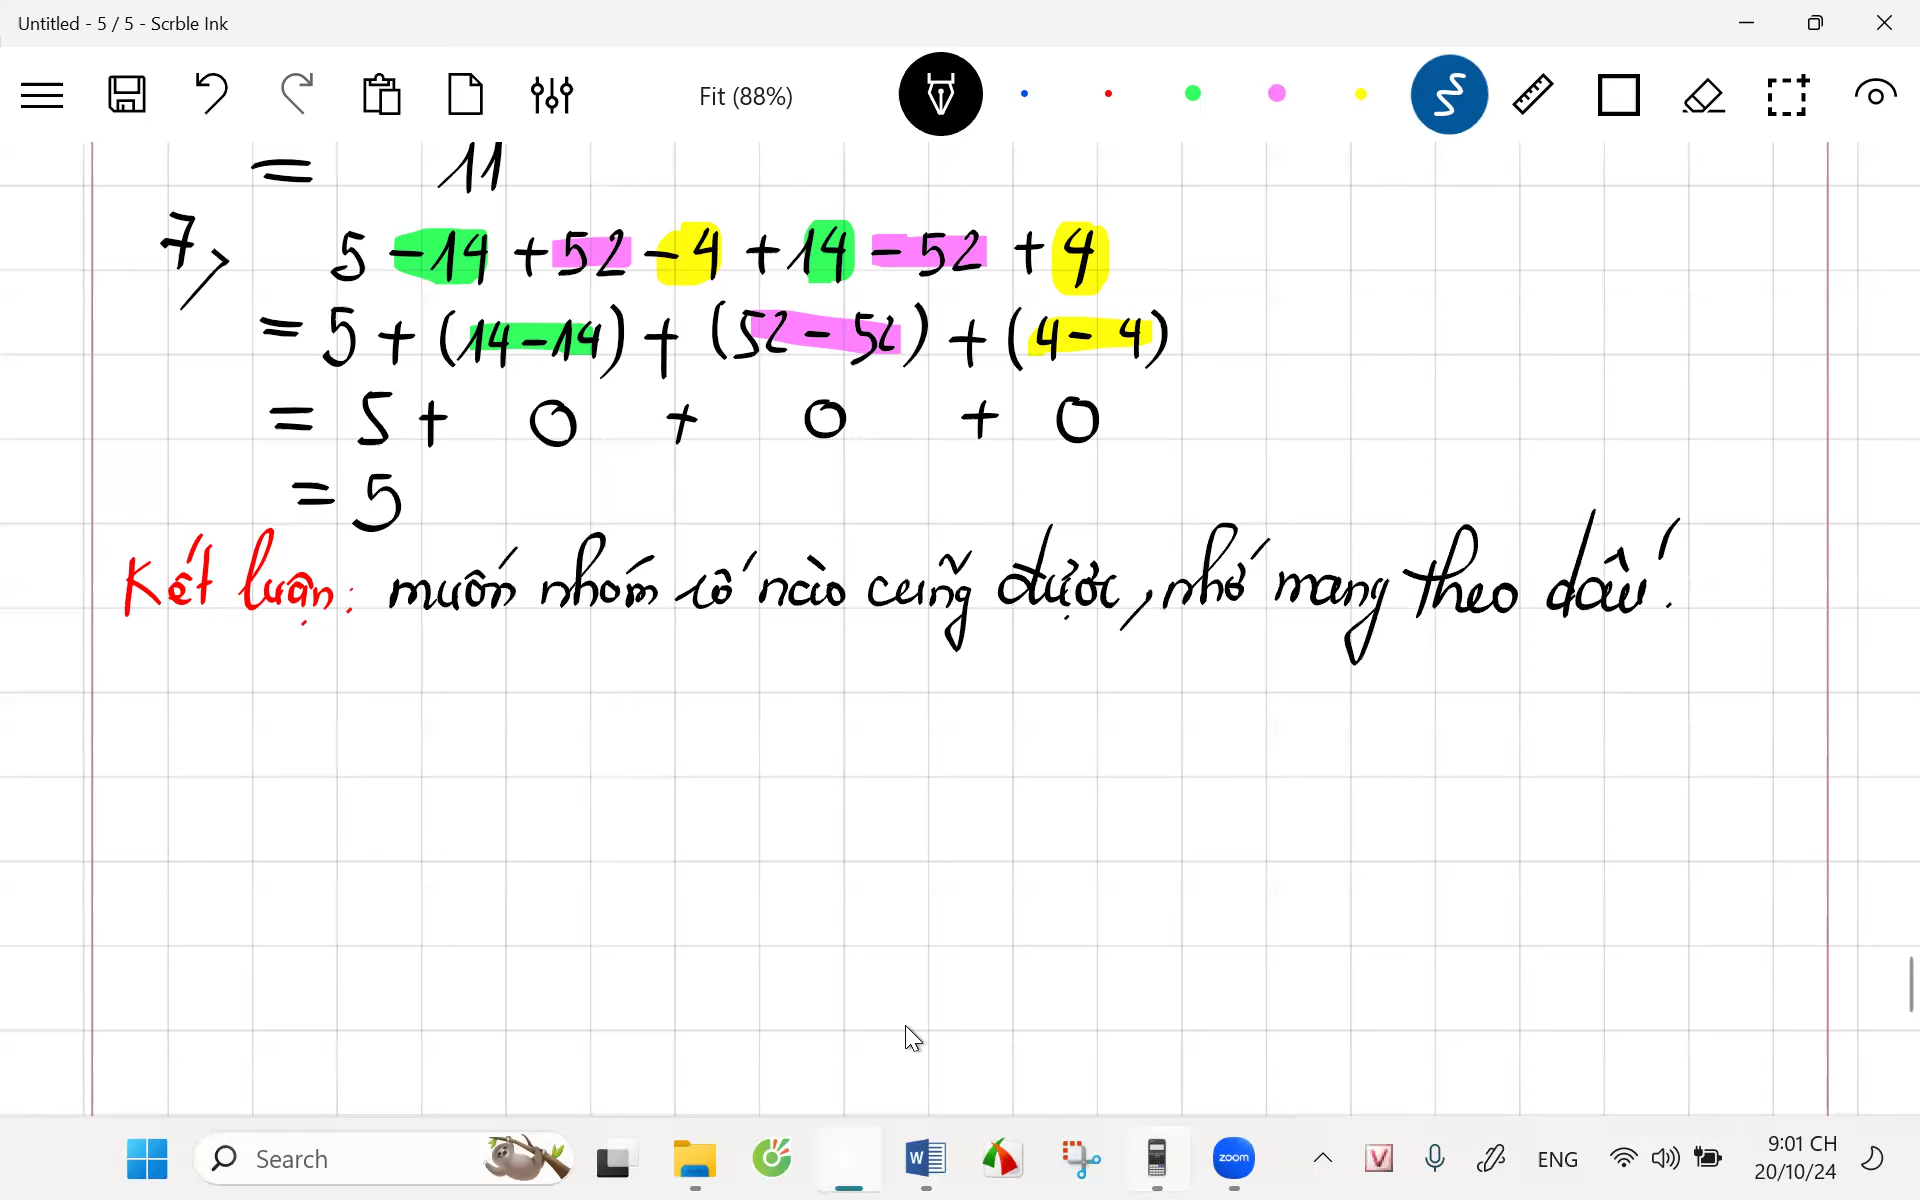 Untitled - 5 / 5 - Scrble Ink
Fit (88%)
= 11
7, 5 -14 +52 -4 +14 -52 +4
= 5 + (14-14) + (52-52) + (4-4)
= 5 + 0 + 0 + 0
= 5
Kết luận: muốn nhóm số nào cũng được, nhớ mang theo dấu!
Search
W
zoom
V
ENG
9:01 CH
20/10/24